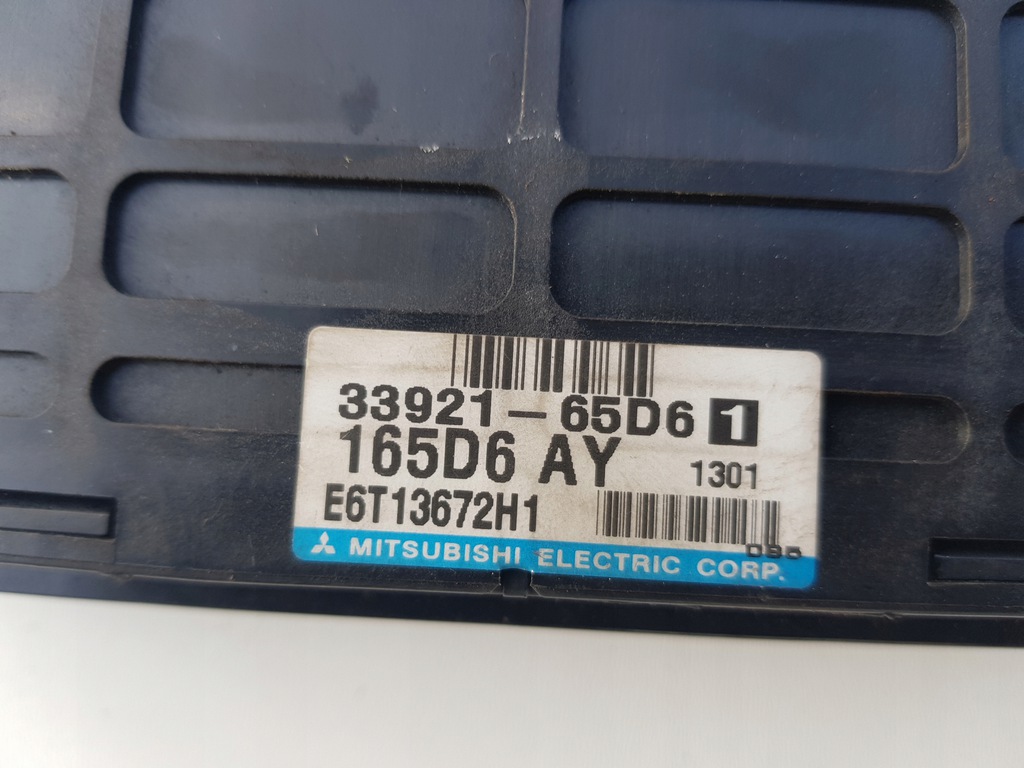 33921-65D6 1
165D6 AY 1301
E6T13672H1
MITSUBISHI ELECTRIC CORP.